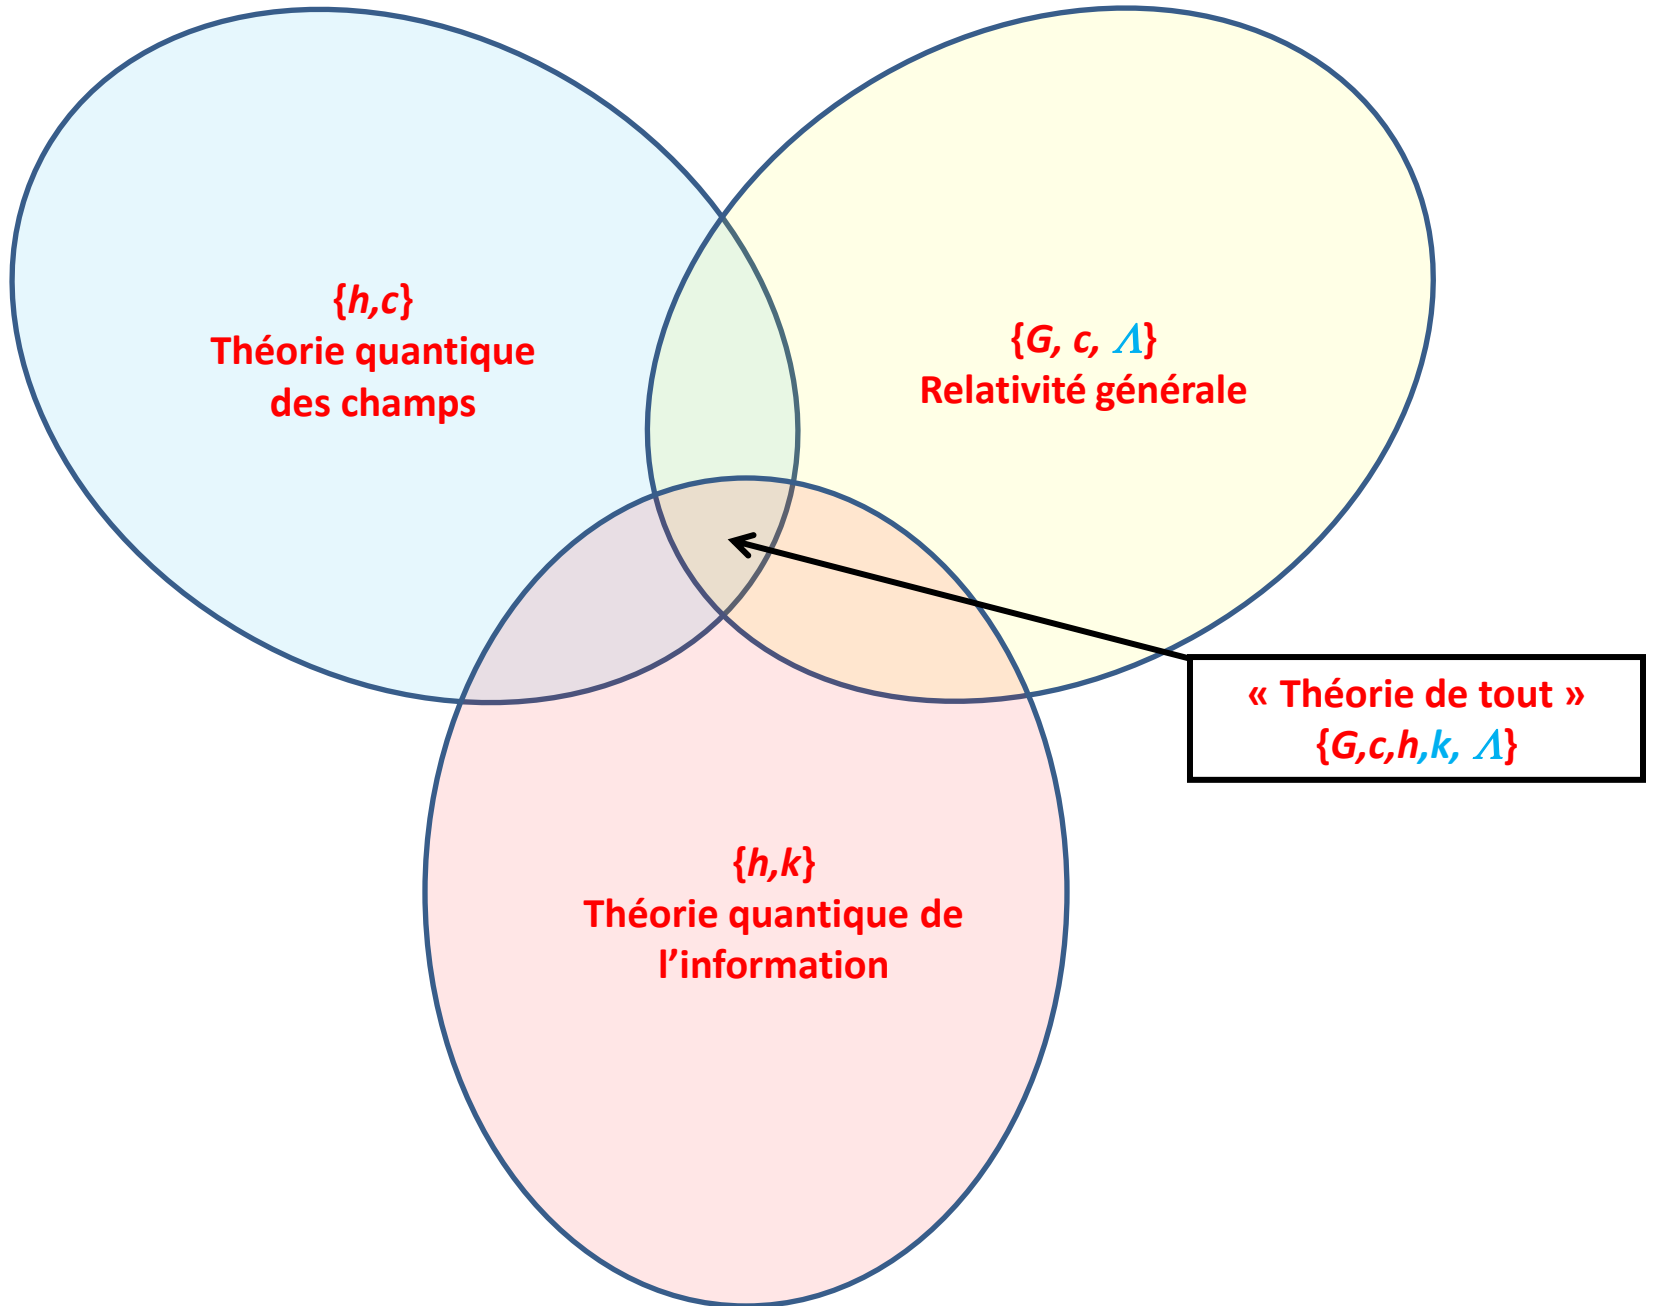 {h,c}
Théorie quantique
des champs
{G, c, Λ}
Relativité générale
« Théorie de tout »
{G,c,h,k, Λ}
{h,k}
Théorie quantique de
l’information